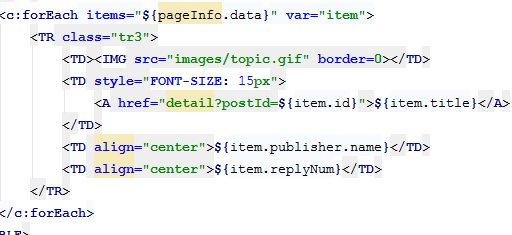 <c:forEach items="${pageInfo.data}" var="item">
<TR class="tr3">
<TD><IMG src="images/topic.gif" border=0></TD>
<TD style="FONT-SIZE: 15px">
<A href="detail?postId=${item.id}">${item.title}</A>
</TD>
<TD align="center">${item.publisher.name}</TD>
<TD align="center">${item.replyNum}</TD>
</TR>
</c:forEach>